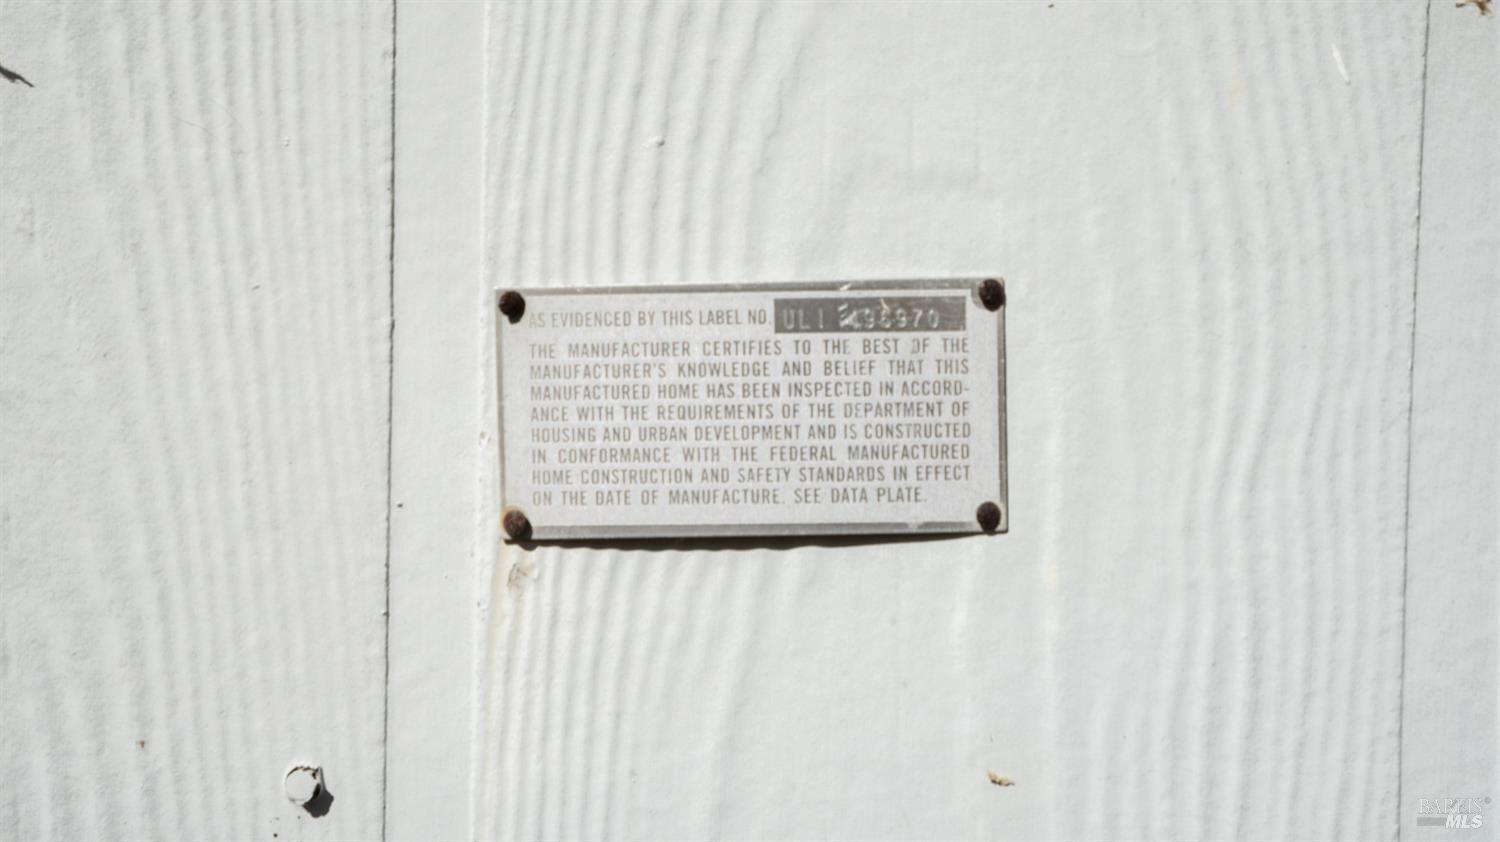 AS EVIDENCED BY THIS LABEL NO. ULI
THE MANUFACTURER CERTIFIES TO THE BEST OF THE
MANUFACTURER'S KNOWLEDGE AND BELIEF THAT THIS
MANUFACTURED HOME HAS BEEN INSPECTED IN ACCORD-
ANCE WITH THE REQUIREMENTS OF THE DEPARTMENT OF
HOUSING AND URBAN DEVELOPMENT AND IS CONSTRUCTED
IN CONFORMANCE WITH THE FEDERAL MANUFACTURED
HOME CONSTRUCTION AND SAFETY STANDARDS IN EFFECT
ON THE DATE OF MANUFACTURE. SEE DATA PLATE.
BAREIS®
MLS